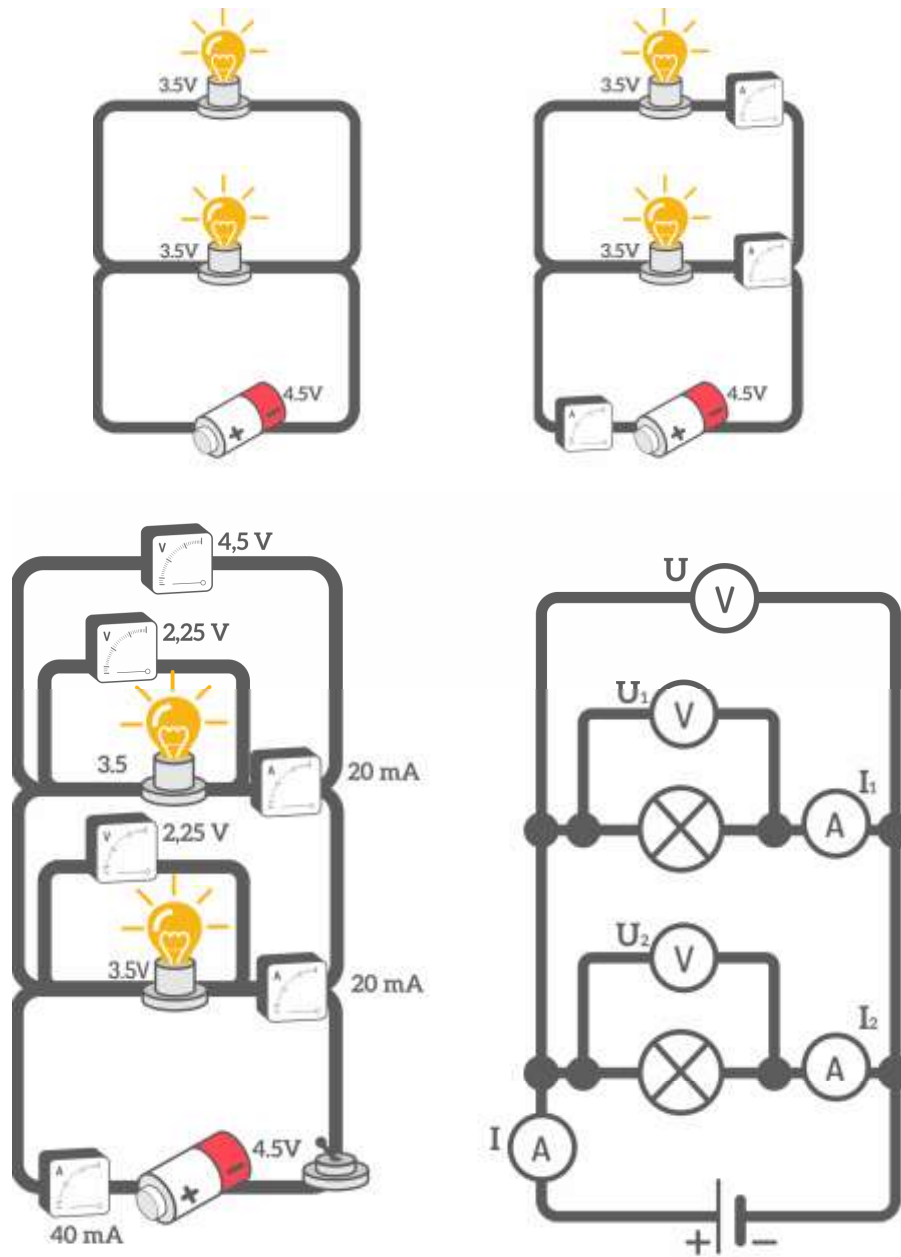 3.5V
3.5V
+ - 4.5V
3.5V
A
3.5V
A
A
+ - 4.5V
V 4,5 V
V 2,25 V
3.5
A 20 mA
V 2,25 V
3.5V
A 20 mA
4.5V
A
+ -
40 mA
U V
U₁ V
I₁
A
U₂ V
I₂
A
I A
+ -